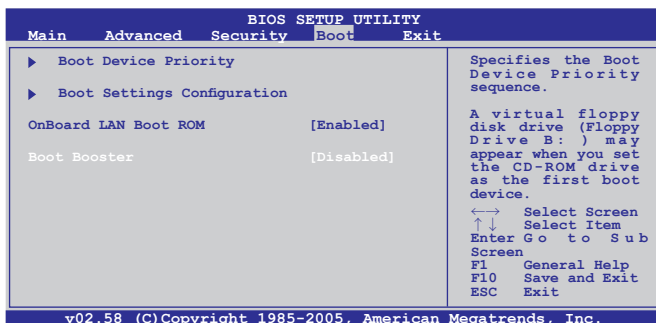 BIOS SETUP UTILITY
Main Advanced Security Boot Exit
Boot Device Priority
Boot Settings Configuration
OnBoard LAN Boot ROM [Enabled]
Boot Booster [Disabled]
Specifies the Boot
Device Priority
sequence.
A virtual floppy
disk drive (Floppy
Drive B: ) may
appear when you set
the CD-ROM drive
as the first boot
device.
←→ Select Screen
↑↓ Select Item
Enter Go to Sub
Screen
F1 General Help
F10 Save and Exit
ESC Exit
v02.58 (C)Copyright 1985-2005, American Megatrends, Inc.